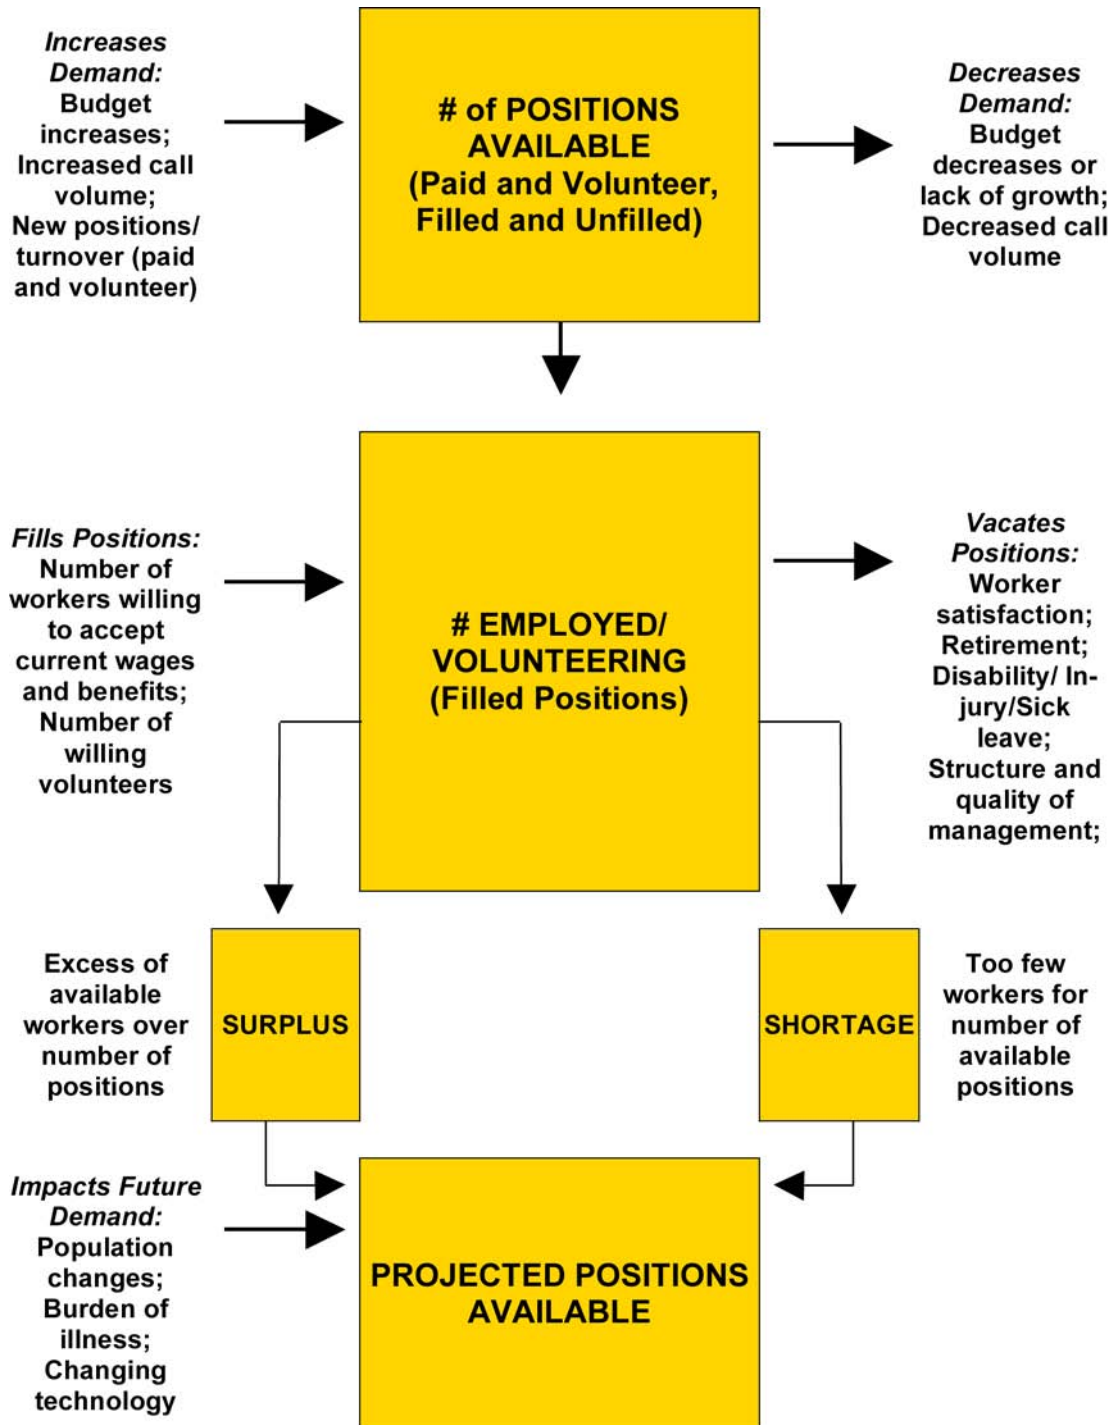 Increases
Demand:
Budget
increases;
Increased call
volume;
New positions/
turnover (paid
and volunteer)
# of POSITIONS
AVAILABLE
(Paid and Volunteer,
Filled and Unfilled)
Decreases
Demand:
Budget
decreases or
lack of growth;
Decreased call
volume
Fills Positions:
Number of
workers willing
to accept
current wages
and benefits;
Number of
willing
volunteers
# EMPLOYED/
VOLUNTEERING
(Filled Positions)
Vacates
Positions:
Worker
satisfaction;
Retirement;
Disability/ In-
jury/Sick
leave;
Structure and
quality of
management;
Excess of
available
workers over
number of
positions
SURPLUS
SHORTAGE
Too few
workers for
number of
available
positions
Impacts Future
Demand:
Population
changes;
Burden of
illness;
Changing
technology
PROJECTED POSITIONS
AVAILABLE